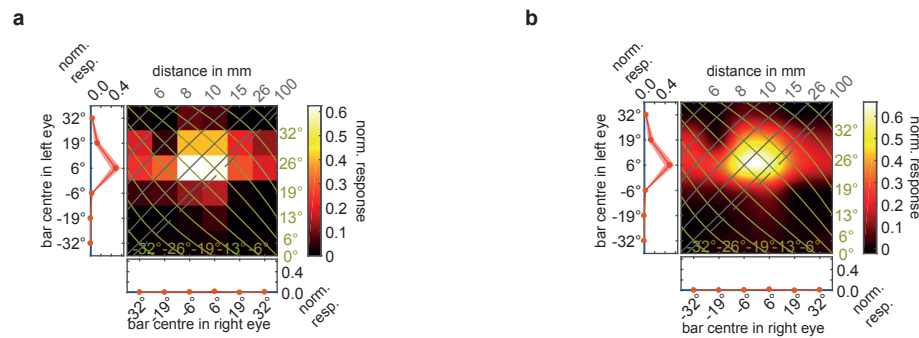 a
norm.
resp.
0.0
0.4
distance in mm
6 8 10 15 26 100
bar centre in left eye
32°
19°
6°
-6°
-19°
-32°
32°
26°
19°
13°
6°
0°
-32° -26° -19° -13° -6°
0.6
0.5
0.4
0.3
0.2
0.1
0
norm. response
0.4
0.0
norm.
resp.
-32° -19° -6° 6° 19° 32°
bar centre in right eye
b
norm.
resp.
0.0
0.4
distance in mm
6 8 10 15 26 100
bar centre in left eye
32°
19°
6°
-6°
-19°
-32°
32°
26°
19°
13°
6°
0°
-32° -26° -19° -13° -6°
0.6
0.5
0.4
0.3
0.2
0.1
0
norm. response
0.4
0.0
norm.
resp.
-32° -19° -6° 6° 19° 32°
bar centre in right eye